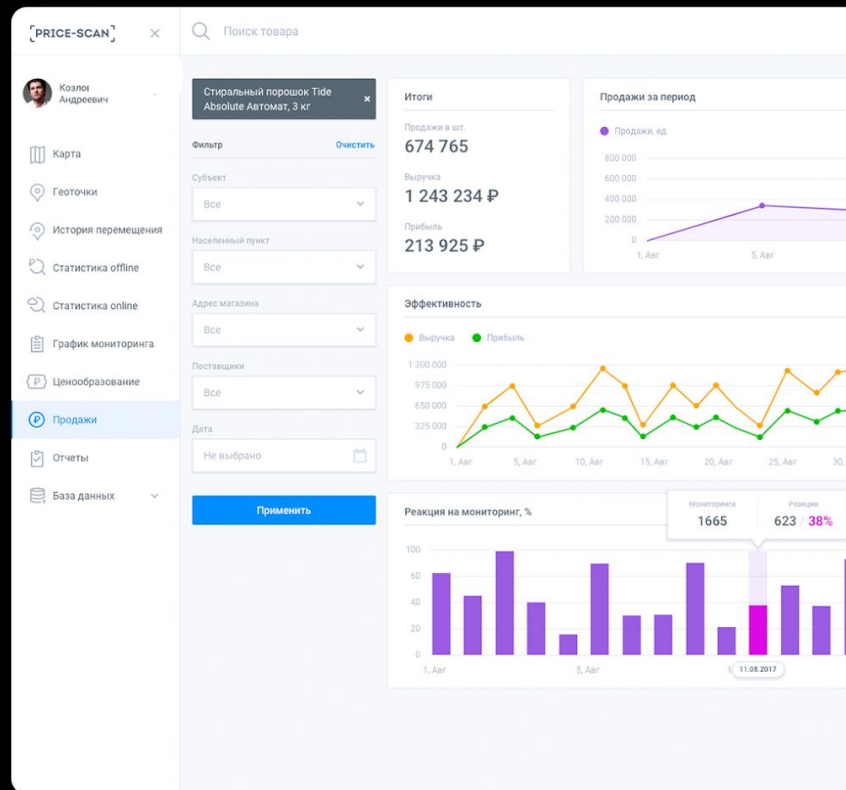 PRICE-SCAN
Поиск товара
Козлов
Андреевич
Карта
Геоточки
История перемещения
Статистика offline
Статистика online
График мониторинга
Ценообразование
Продажи
Отчеты
База данных
Стиральный порошок Tide
Absolute Автомат, 3 кг
Фильтр
Очистить
Субъект
Все
Населенный пункт
Все
Адрес магазина
Все
Поставщики
Все
Дата
Не выбрано
Применить
Итоги
Продажи в шт.
674 765
Выручка
1 243 234 ₽
Прибыль
213 925 ₽
Продажи за период
Продажи, ед
800 000
600 000
400 000
200 000
0
1, Авг
5, Авг
Эффективность
Выручка
Прибыль
1 300 000
975 000
650 000
325 000
0
1, Авг
5, Авг
10, Авг
15, Авг
20, Авг
25, Авг
30,
Реакция на мониторинг, %
Мониторинги
Реакции
1665
623 / 38%
100
60
40
20
0
1, Авг
5, Авг
11.08.2017